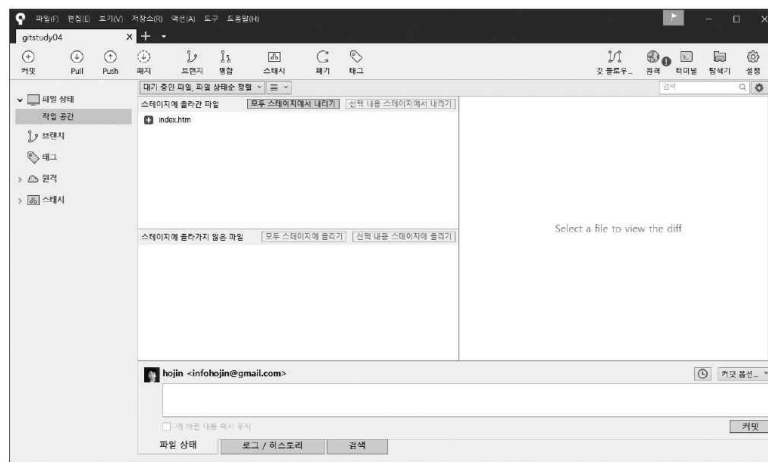 파일(F) 편집(E) 보기(V) 저장소(R) 액션(A) 도구 도움말(H)
gitstudy04
커밋 Pull Push 패치 브랜치 병합 스태시 폐기 태그 깃 플로우... 원격 터미널 탐색기 설정
대기 중인 파일, 파일 상태순 정렬 검색
파일 상태
작업 공간
브랜치
태그
원격
스태시
스테이지에 올라간 파일 모두 스테이지에서 내리기 선택 내용 스테이지에서 내리기
index.htm
스테이지에 올라가지 않은 파일 모두 스테이지에 올리기 선택 내용 스테이지에 올리기
Select a file to view the diff
hojin <infohojin@gmail.com> 커밋 옵션...
커밋
파일 상태 로그 / 히스토리 검색